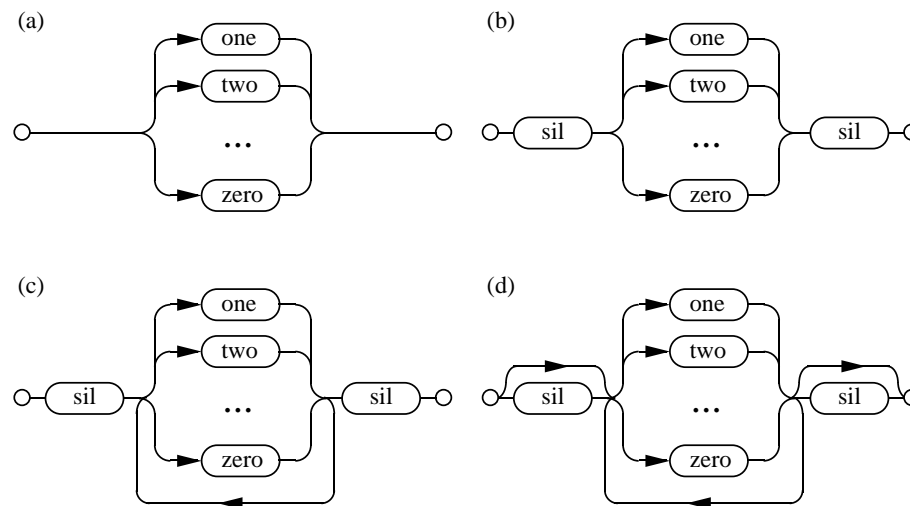 (a)
one
two
...
zero
(b)
one
two
sil
sil
...
zero
(c)
one
two
sil
sil
...
zero
(d)
one
two
sil
sil
...
zero